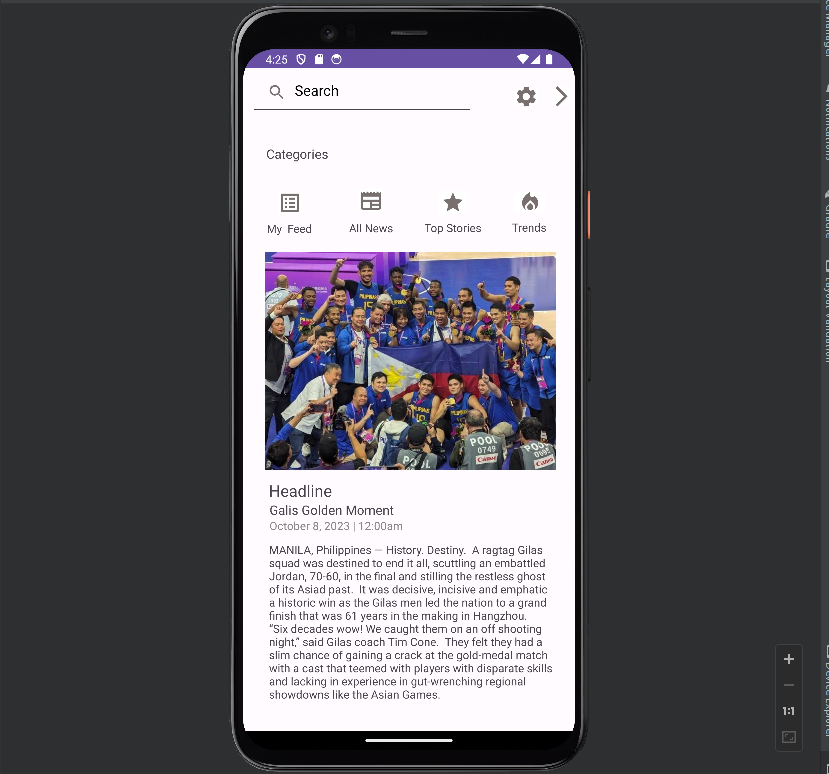 4:25
Search
Categories
My Feed
All News
Top Stories
Trends
PILIPINAS
15
POOL
0749
Canon
POOL
Canon
POOL
Headline
Galis Golden Moment
October 8, 2023 | 12:00am
MANILA, Philippines — History. Destiny.  A ragtag Gilas
squad was destined to end it all, scuttling an embattled
Jordan, 70-60, in the final and stilling the restless ghost
of its Asiad past.  It was decisive, incisive and emphatic
a historic win as the Gilas men led the nation to a grand
finish that was 61 years in the making in Hangzhou.
“Six decades wow! We caught them on an off shooting
night,” said Gilas coach Tim Cone.  They felt they had a
slim chance of gaining a crack at the gold-medal match
with a cast that teemed with players with disparate skills
and lacking in experience in gut-wrenching regional
showdowns like the Asian Games.
1:1